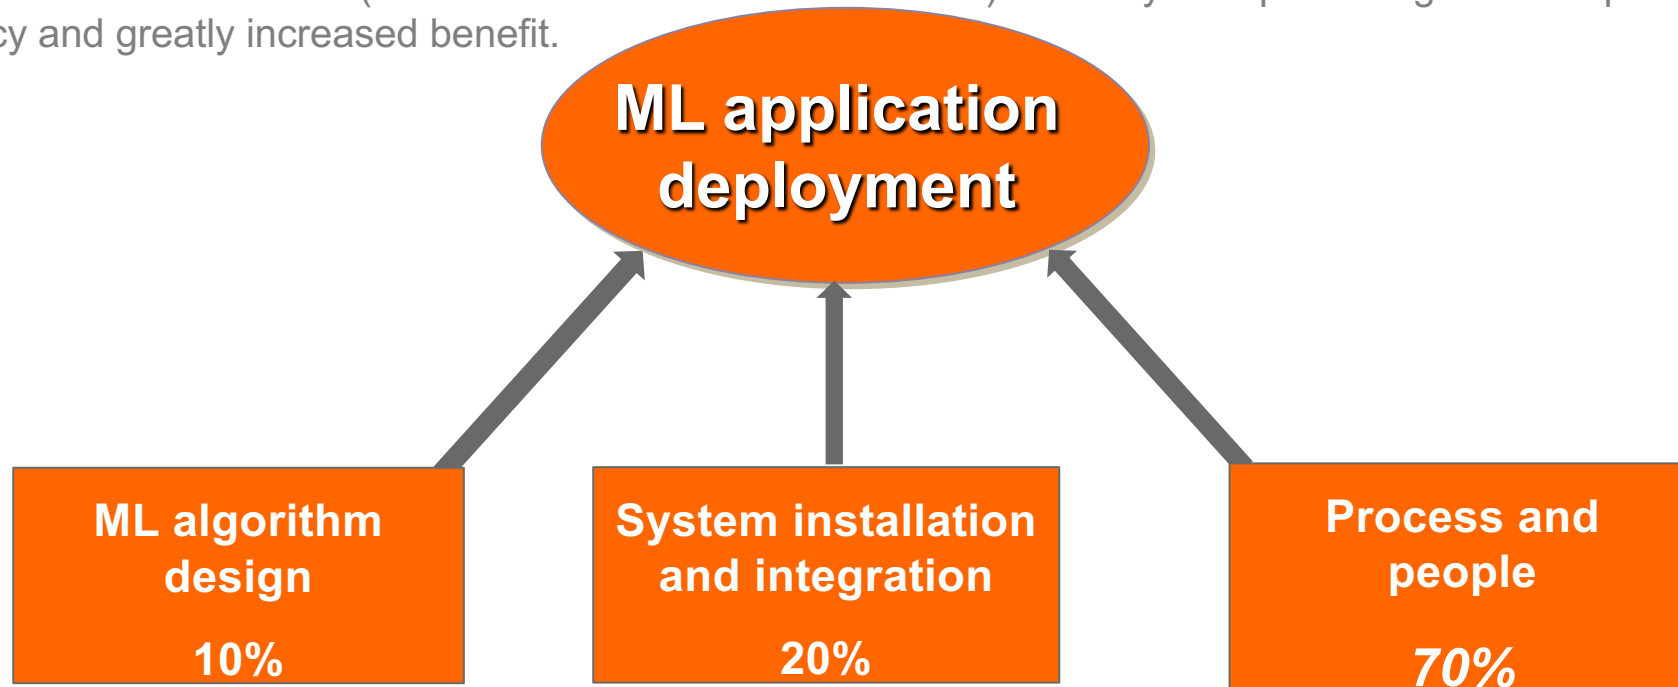 cy and greatly increased benefit.
ML application
deployment
ML algorithm
design
10%
System installation
and integration
20%
Process and
people
70%